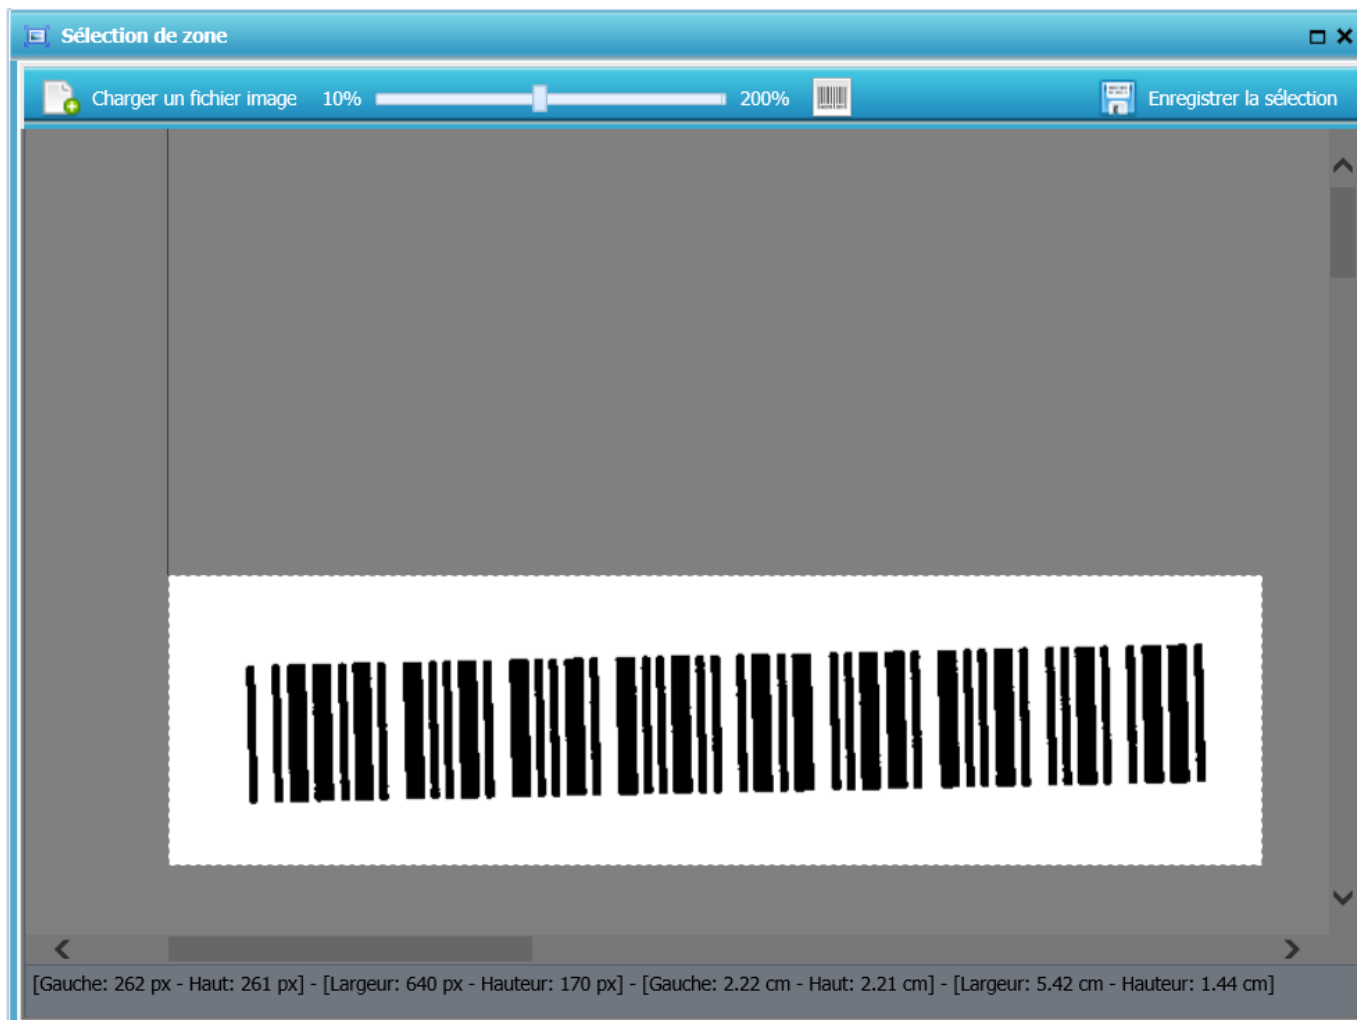 Sélection de zone
Charger un fichier image 10% 200% Enregistrer la sélection
[Gauche: 262 px - Haut: 261 px] - [Largeur: 640 px - Hauteur: 170 px] - [Gauche: 2.22 cm - Haut: 2.21 cm] - [Largeur: 5.42 cm - Hauteur: 1.44 cm]